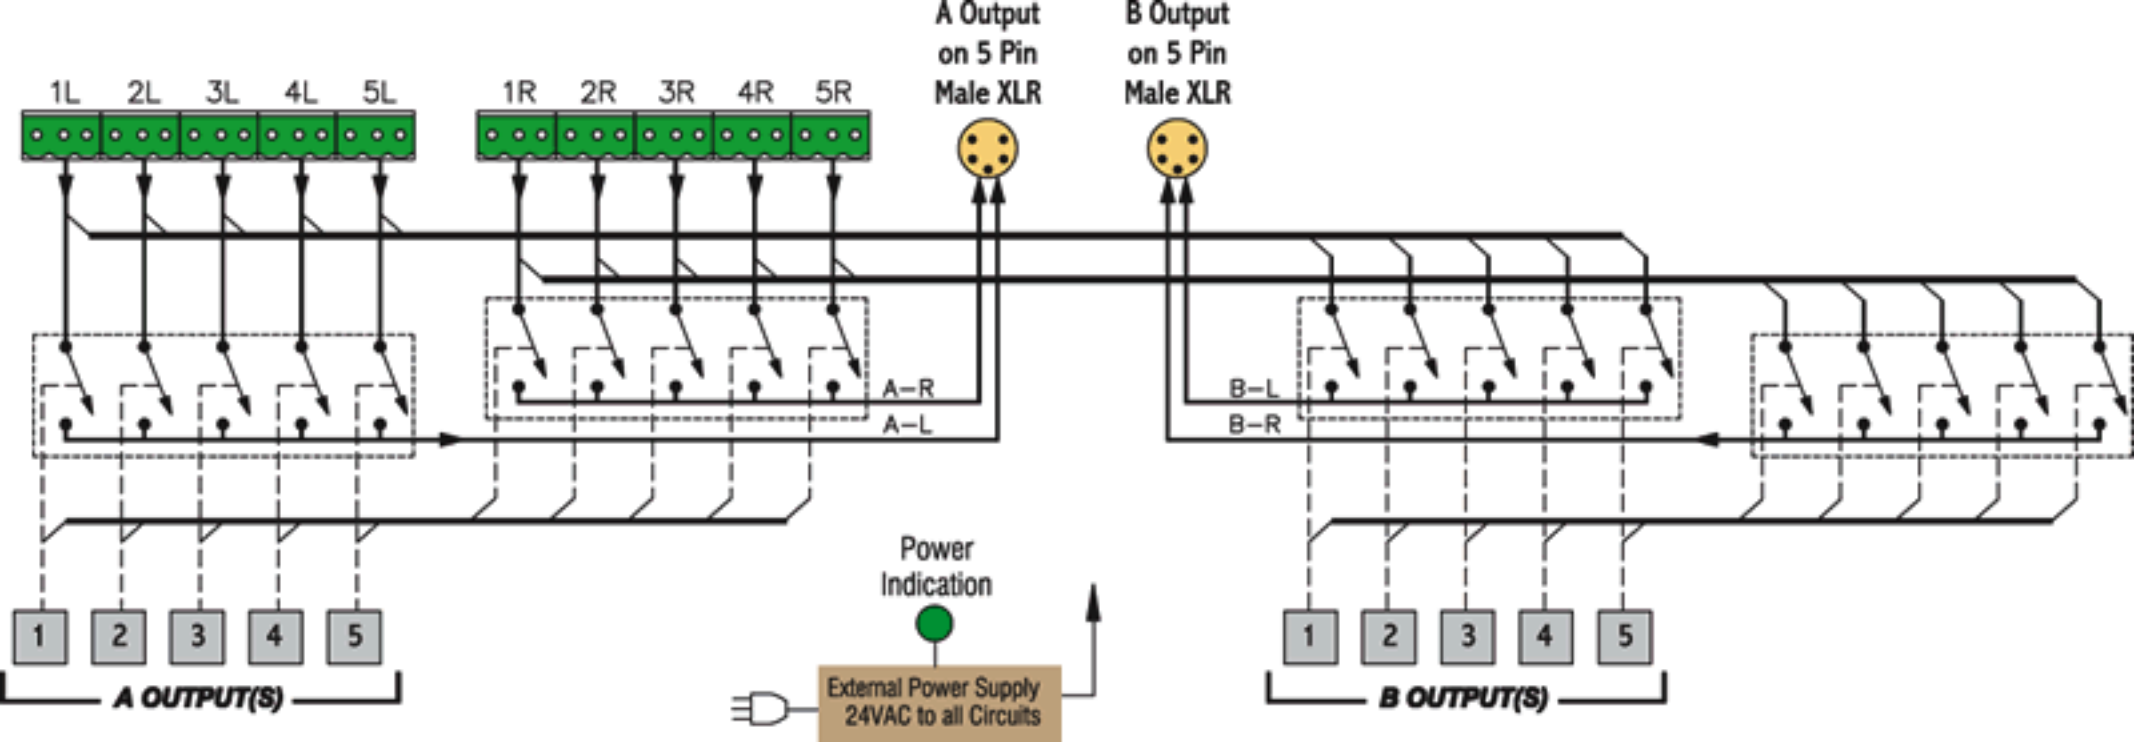 A Output
on 5 Pin
Male XLR
B Output
on 5 Pin
Male XLR
1L 2L 3L 4L 5L
1R 2R 3R 4R 5R
A-R
A-L
B-L
B-R
Power
Indication
1 2 3 4 5
A OUTPUT(S)
External Power Supply
24VAC to all Circuits
1 2 3 4 5
B OUTPUT(S)